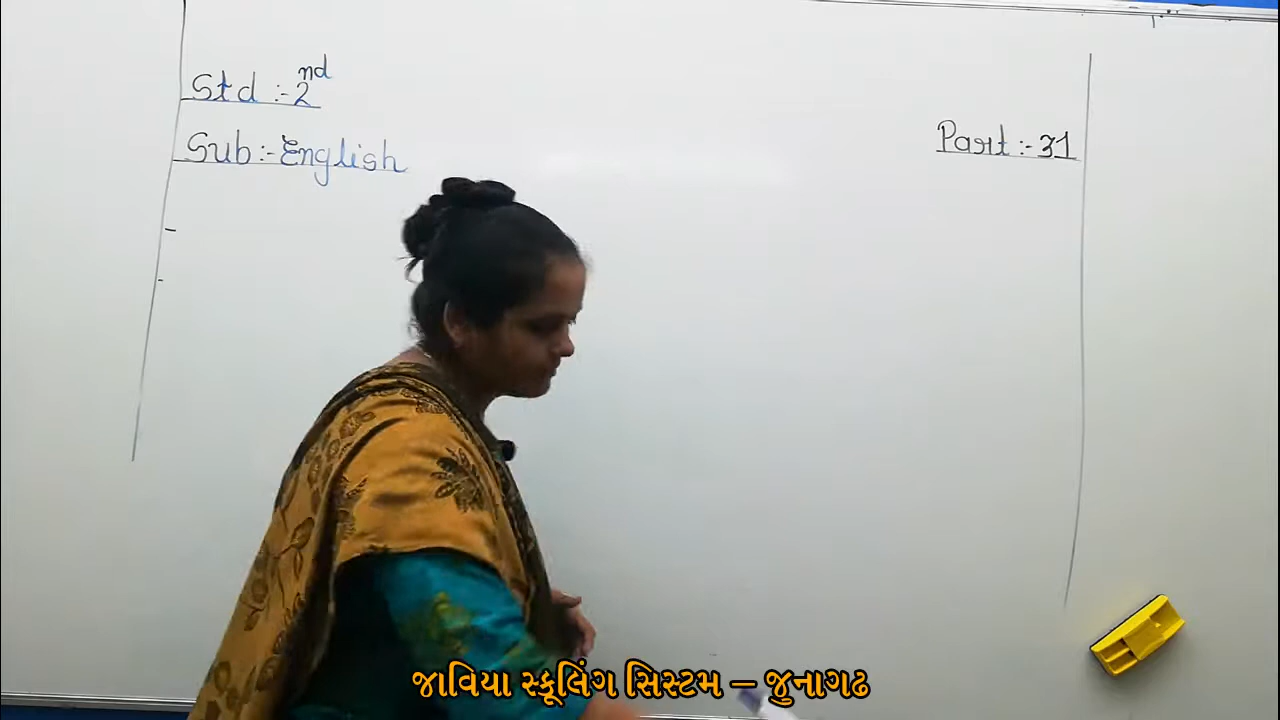 Std :- 2nd
Sub :- English
Part :- 31
જાવિયા સ્કૂલિંગ સિસ્ટમ – જુનાગઢ